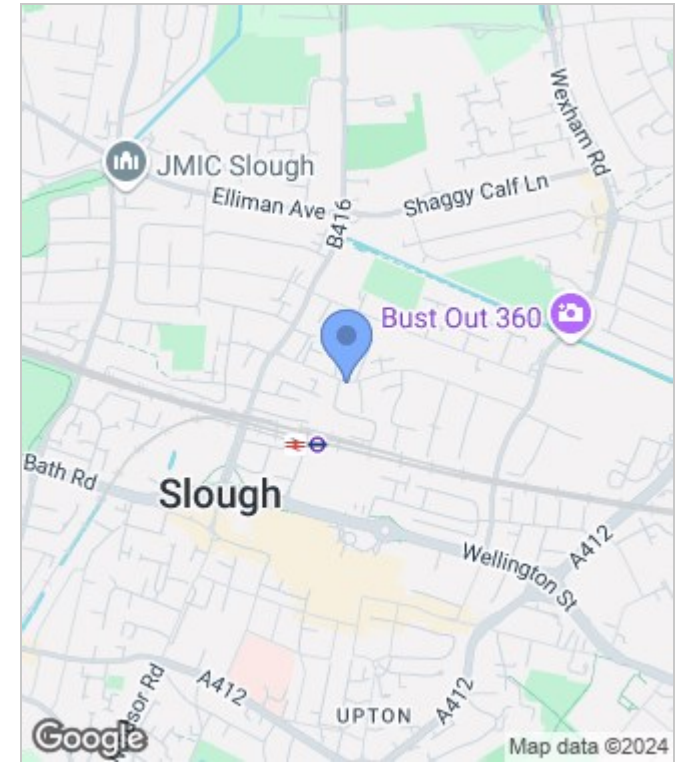 Wexham Rd
JMIC Slough
Elliman Ave
Shaggy Calf Ln
B416
Bust Out 360
Bath Rd
Slough
Wellington St
A412
A412
A412
UPTON
Google
Map data ©2024